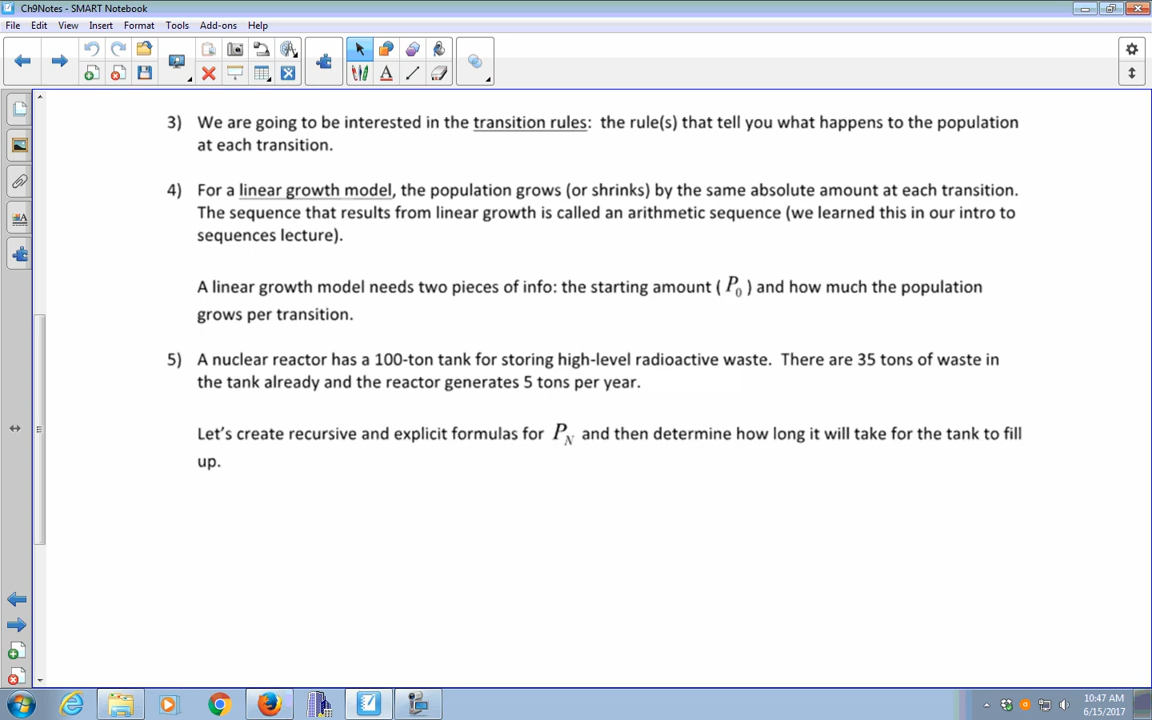 Ch9Notes - SMART Notebook
File Edit View Insert Format Tools Add-ons Help
3) We are going to be interested in the transition rules: the rule(s) that tell you what happens to the population
at each transition.
4) For a linear growth model, the population grows (or shrinks) by the same absolute amount at each transition.
The sequence that results from linear growth is called an arithmetic sequence (we learned this in our intro to
sequences lecture).
A linear growth model needs two pieces of info: the starting amount ( P₀ ) and how much the population
grows per transition.
5) A nuclear reactor has a 100-ton tank for storing high-level radioactive waste. There are 35 tons of waste in
the tank already and the reactor generates 5 tons per year.
Let's create recursive and explicit formulas for P_N and then determine how long it will take for the tank to fill
up.
10:47 AM
6/15/2017